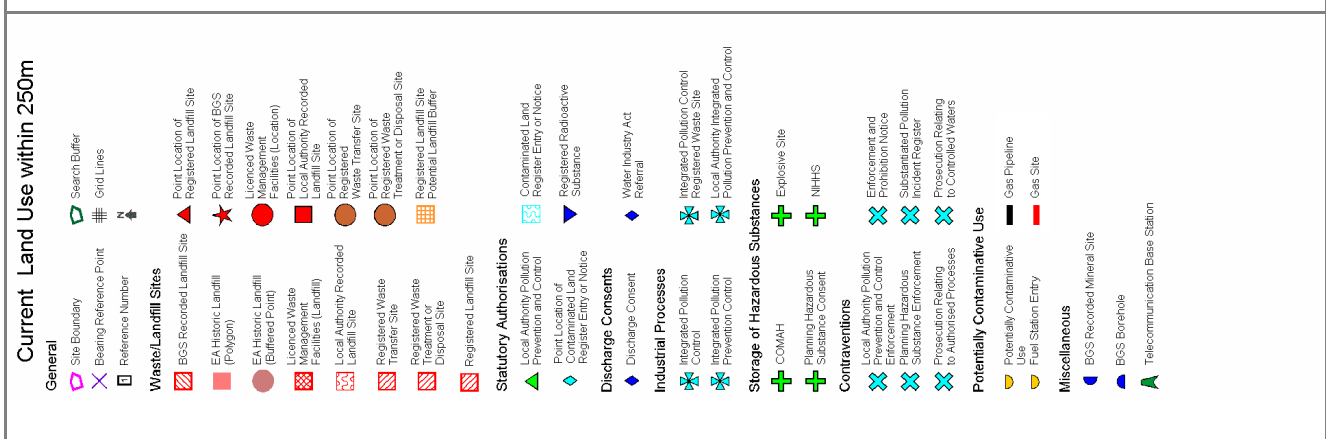 Current Land Use within 250m
General
Site Boundary
Search Buffer
Bearing Reference Point
Grid Lines
1
Reference Number
N
Waste/Landfill Sites
BGS Recorded Landfill Site
Point Location of
Registered Landfill Site
EA Historic Landfill
(Polygon)
Point Location of BGS
Recorded Landfill Site
EA Historic Landfill
(Buffered Point)
Licenced Waste
Management
Facilities (Location)
Licenced Waste
Management
Facilities (Landfill)
Point Location of
Local Authority Recorded
Landfill Site
Local Authority Recorded
Landfill Site
Point Location of
Registered
Waste Transfer Site
Registered Waste
Transfer Site
Point Location of
Registered Waste
Treatment or Disposal Site
Registered Waste
Treatment or
Disposal Site
Registered Landfill Site
Potential Landfill Buffer
Registered Landfill Site
Statutory Authorisations
Local Authority Pollution
Prevention and Control
Contaminated Land
Register Entry or Notice
Point Location of
Contaminated Land
Register Entry or Notice
Registered Radioactive
Substance
Discharge Consents
Discharge Consent
Water Industry Act
Referral
Industrial Processes
Integrated Pollution
Control
Integrated Pollution Control
Registered Waste Site
Integrated Pollution
Prevention Control
Local Authority Integrated
Pollution Prevention and Control
Storage of Hazardous Substances
COMAH
Explosive Site
Planning Hazardous
Substance Consent
NIHHS
Contraventions
Local Authority Pollution
Prevention and Control
Enforcement
Enforcement and
Prohibition Notice
Planning Hazardous
Substance Enforcement
Substantiated Pollution
Incident Register
Prosecution Relating
to Authorised Processes
Prosecution Relating
to Controlled Waters
Potentially Contaminative Use
Potentially Contaminative
Use
Gas Pipeline
Fuel Station Entry
Gas Site
Miscellaneous
BGS Recorded Mineral Site
BGS Borehole
Telecommunication Base Station